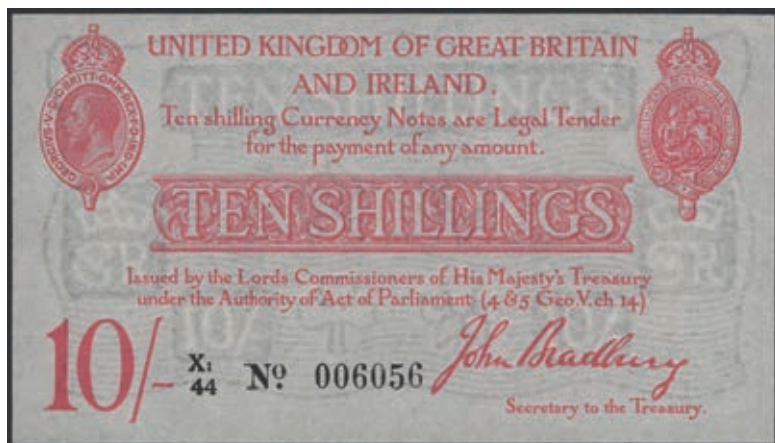 UNITED KINGDOM OF GREAT BRITAIN
AND IRELAND.
Ten shilling Currency Notes are Legal Tender
for the payment of any amount.
TEN SHILLINGS
Issued by the Lords Commissioners of His Majesty's Treasury
under the Authority of Act of Parliament (4 & 5 Geo. V. ch 14)
10/- X1/44 No 006056 John Bradbury
Secretary to the Treasury.